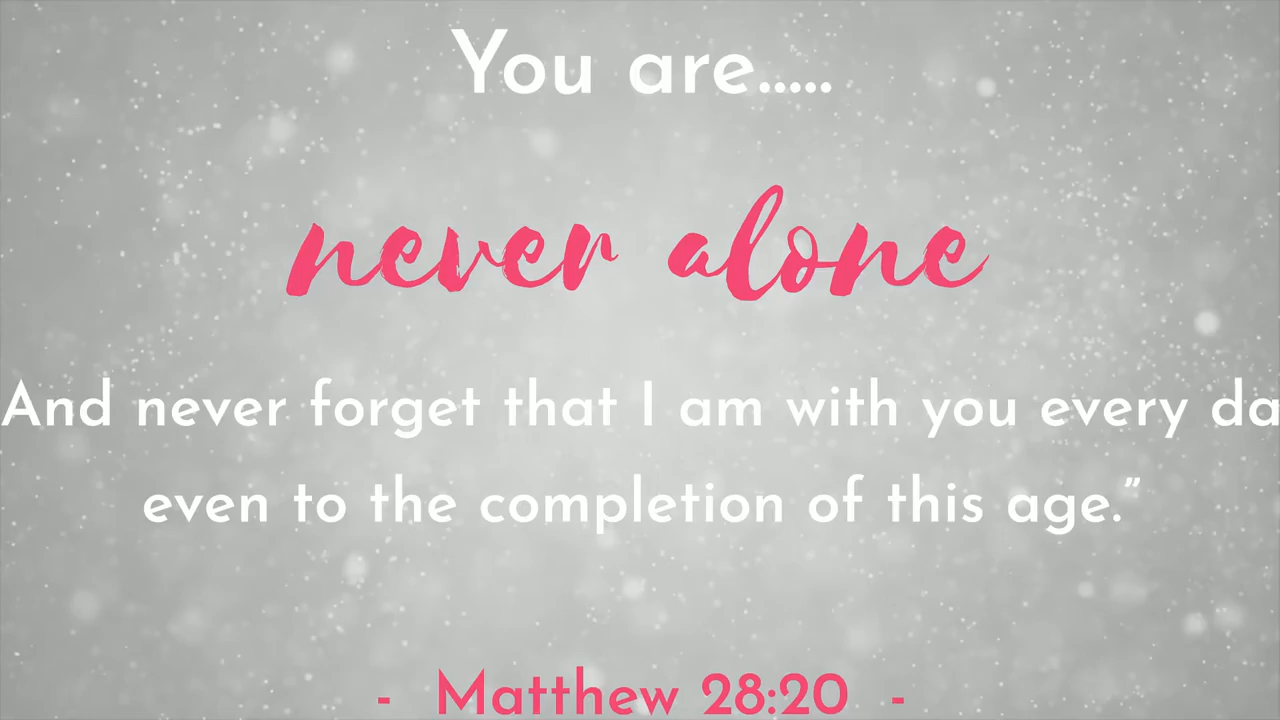 You are.....
never alone
And never forget that I am with you every da
even to the completion of this age.”
- Matthew 28:20 -